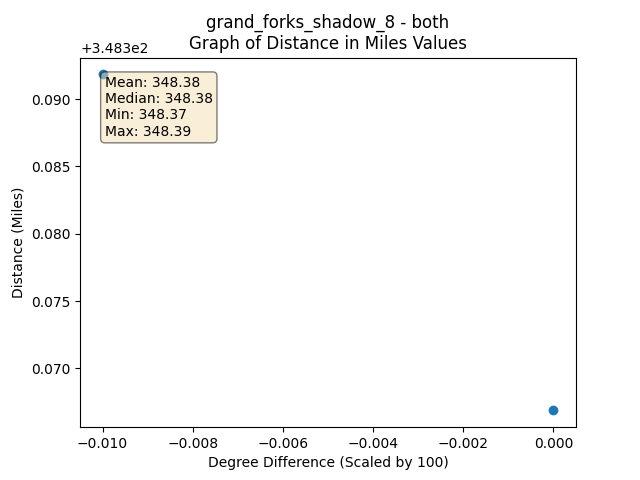 grand_forks_shadow_8 - both
Graph of Distance in Miles Values
+3.483e2
Mean: 348.38
Median: 348.38
Min: 348.37
Max: 348.39
0.090
0.085
0.080
0.075
0.070
Distance (Miles)
−0.010 −0.008 −0.006 −0.004 −0.002 0.000
Degree Difference (Scaled by 100)